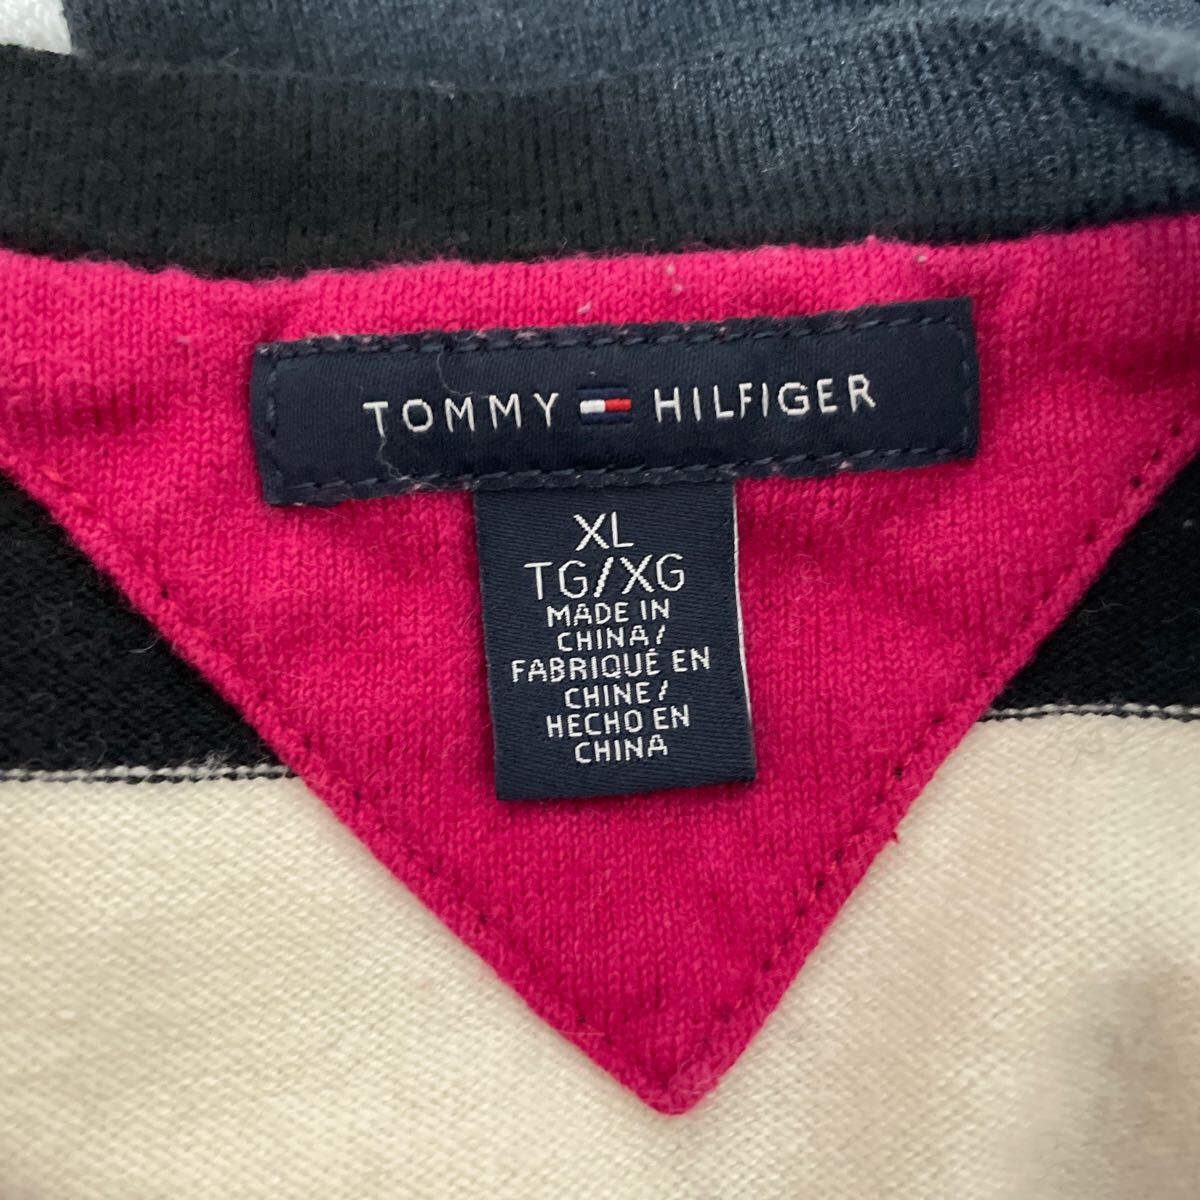 TOMMY HILFIGER
XL
TG/XG
MADE IN
CHINA/
FABRIQUÉ EN
CHINE/
HECHO EN
CHINA